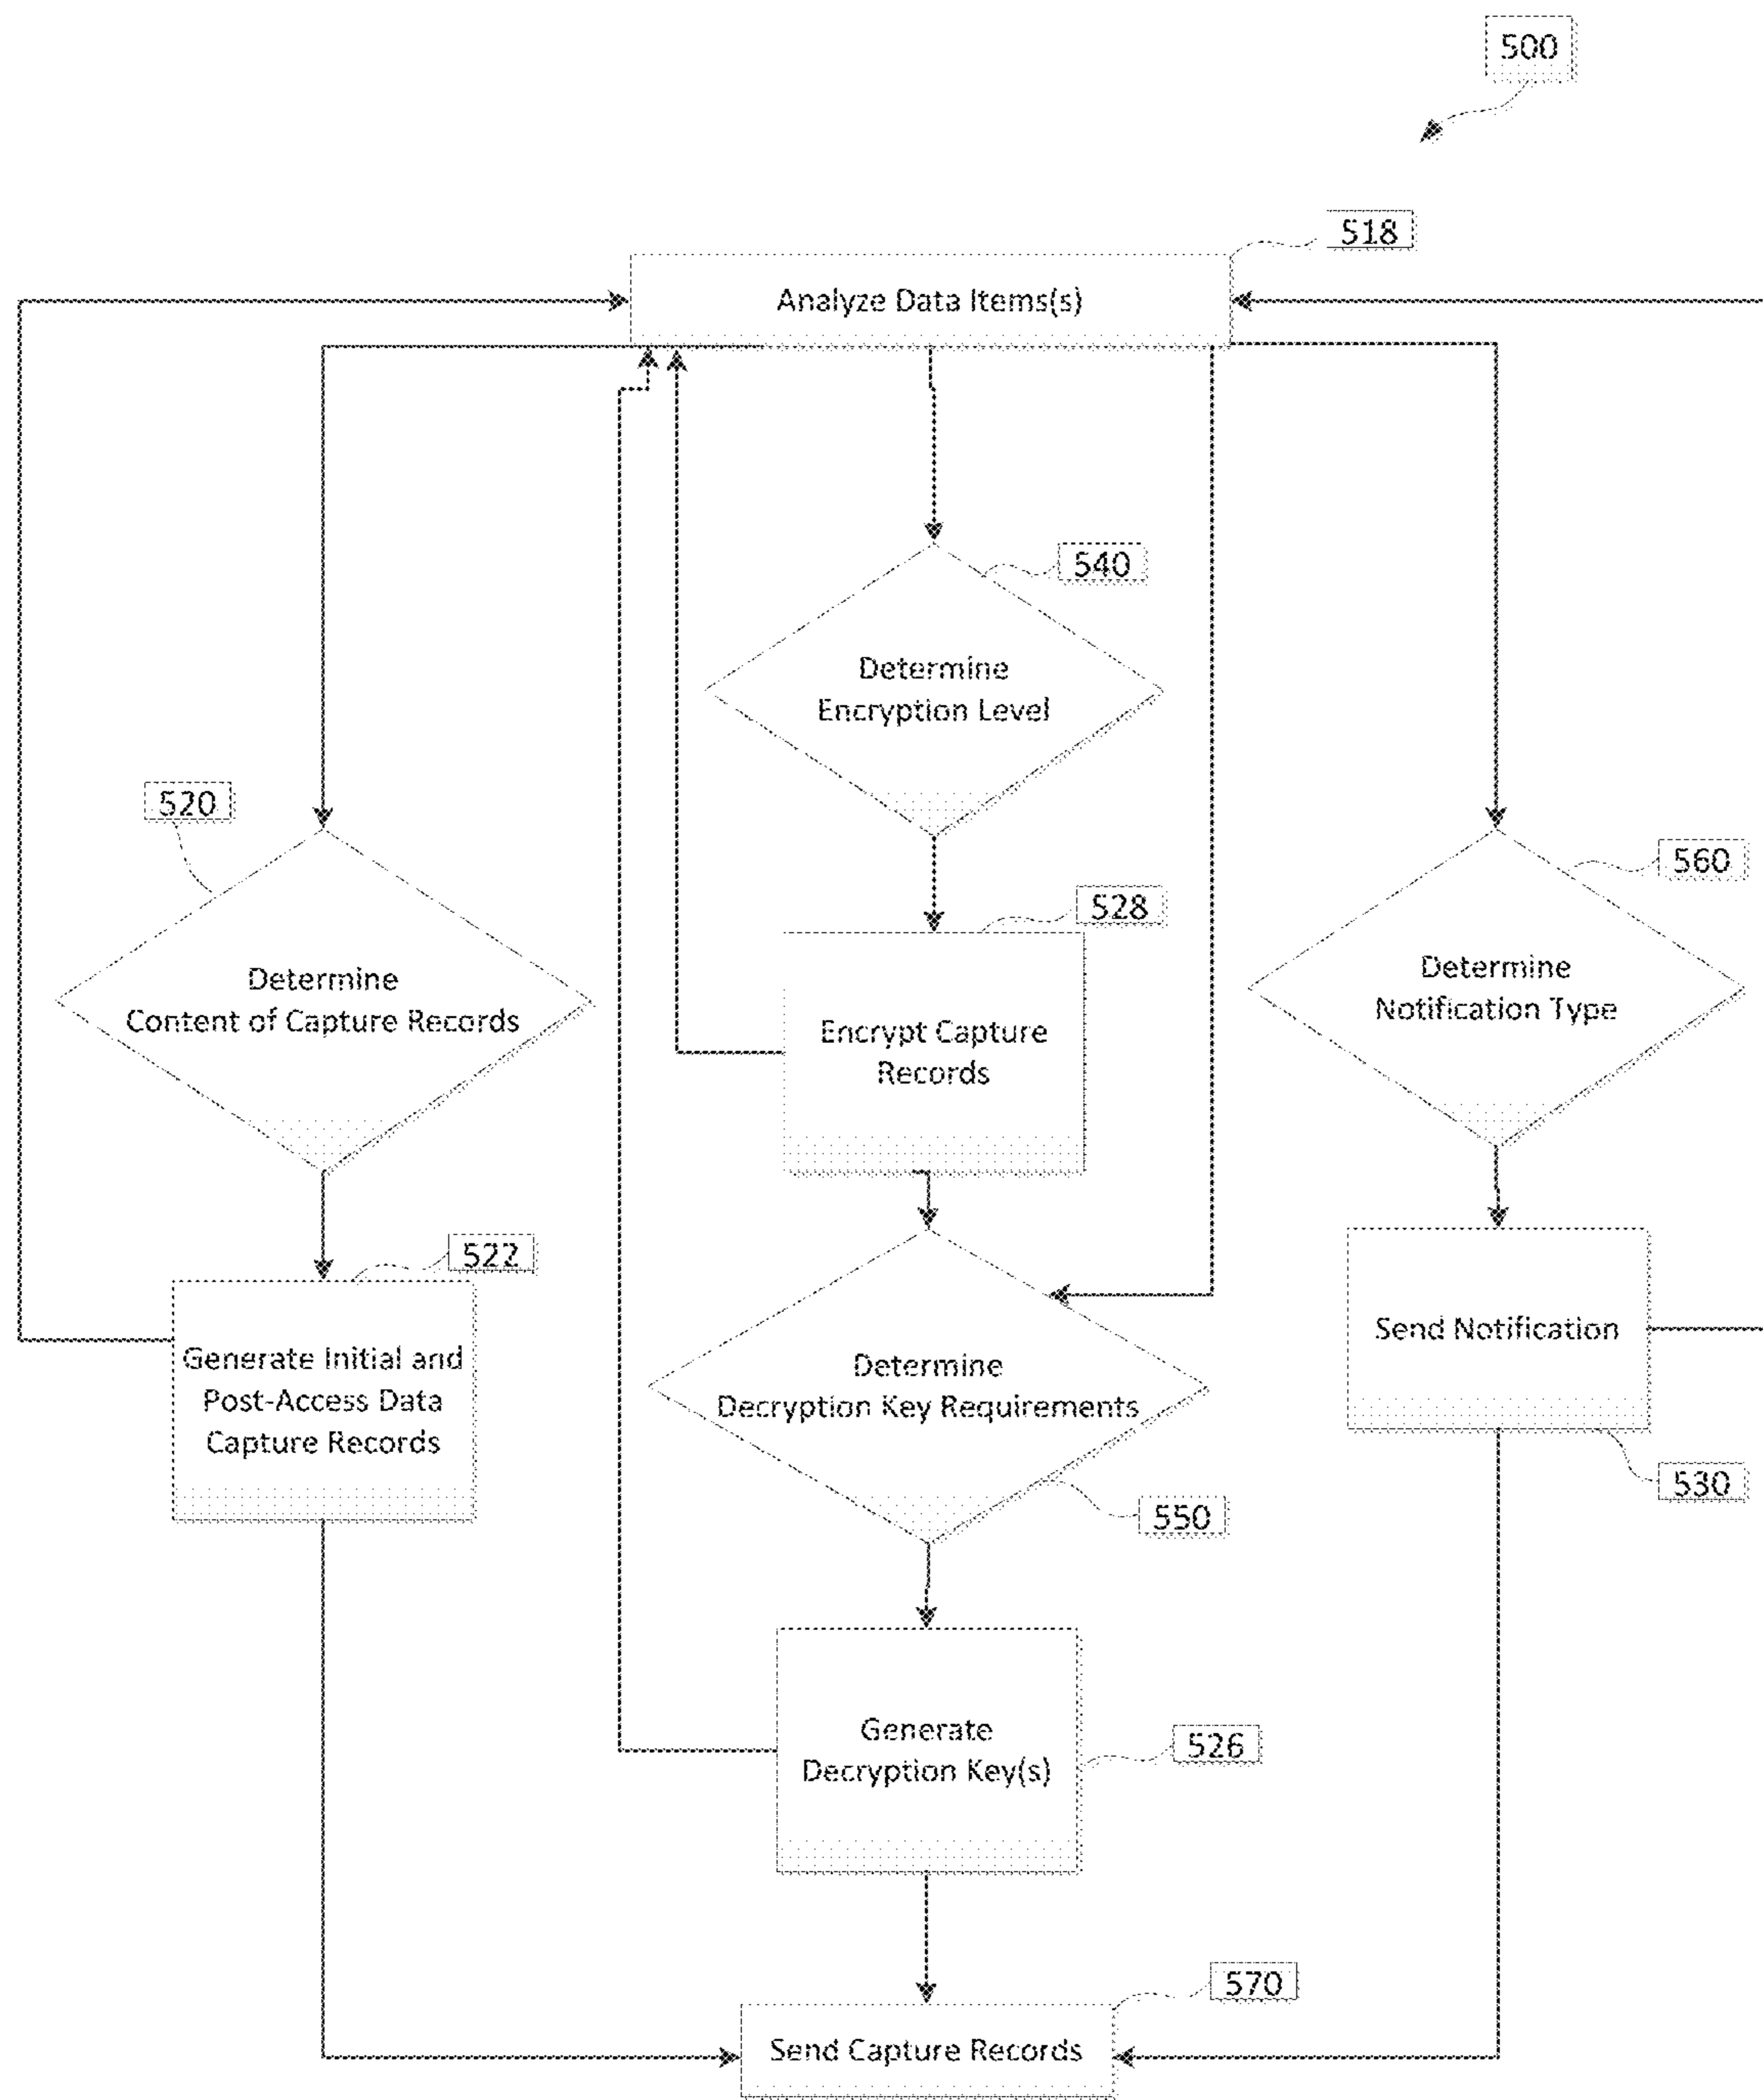 500
518
Analyze Data Items(s)
540
Determine
Encryption Level
520
560
528
Determine
Content of Capture Records
Determine
Notification Type
Encrypt Capture
Records
522
Generate Initial and
Post-Access Data
Capture Records
Send Notification
Determine
Decryption Key Requirements
530
550
Generate
Decryption Key(s)
526
570
Send Capture Records